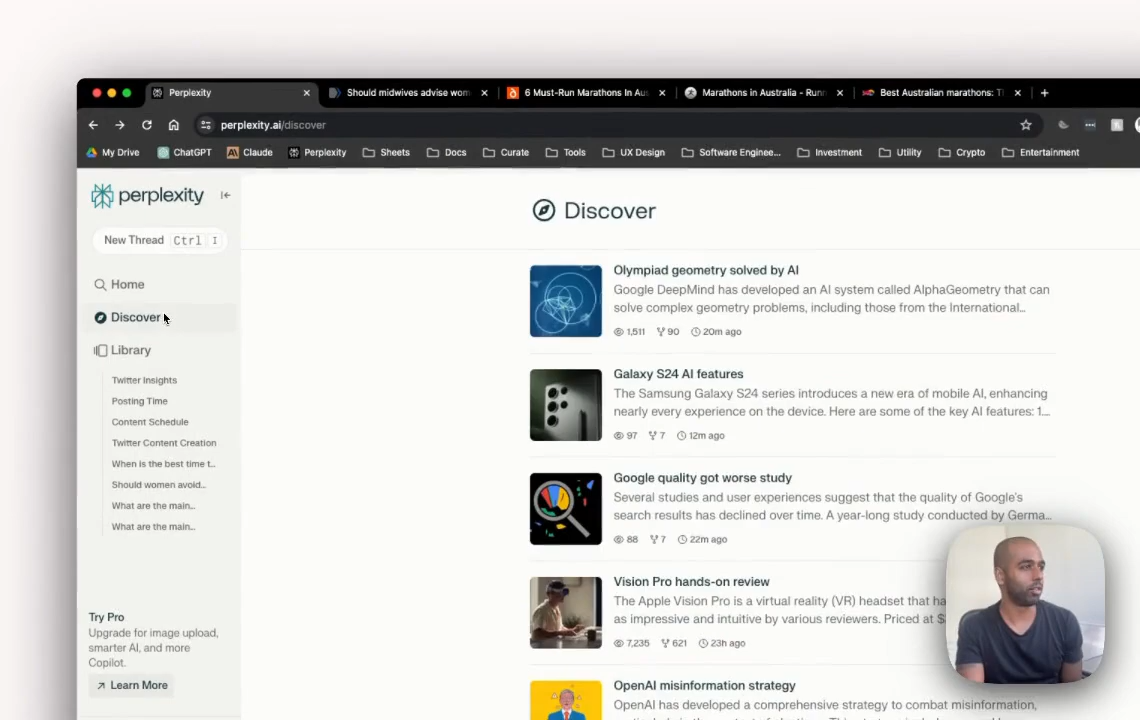 Perplexity
Should midwives advise wom
6 Must-Run Marathons In Aus
Marathons in Australia - Runn
Best Australian marathons: T
perplexity.ai/discover
My Drive
ChatGPT
Claude
Perplexity
Sheets
Docs
Curate
Tools
UX Design
Software Enginee...
Investment
Utility
Crypto
Entertainment
perplexity
New Thread Ctrl I
Home
Discover
Library
Twitter Insights
Posting Time
Content Schedule
Twitter Content Creation
When is the best time t...
Should women avoid...
What are the main...
What are the main...
Try Pro
Upgrade for image upload,
smarter AI, and more
Copilot.
Learn More
Discover
Olympiad geometry solved by AI
Google DeepMind has developed an AI system called AlphaGeometry that can
solve complex geometry problems, including those from the International...
1,511 90 20m ago
Galaxy S24 AI features
The Samsung Galaxy S24 series introduces a new era of mobile AI, enhancing
nearly every experience on the device. Here are some of the key AI features: 1...
97 7 12m ago
Google quality got worse study
Several studies and user experiences suggest that the quality of Google's
search results has declined over time. A year-long study conducted by Germa...
88 7 22m ago
Vision Pro hands-on review
The Apple Vision Pro is a virtual reality (VR) headset that ha
as impressive and intuitive by various reviewers. Priced at $
7,235 621 23h ago
OpenAI misinformation strategy
OpenAI has developed a comprehensive strategy to combat misinformation,